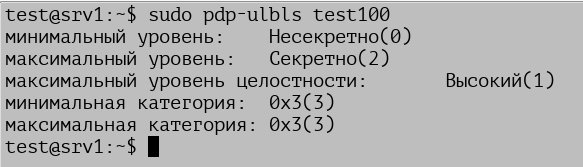 test@srv1:~$ sudo pdp-ulbls test100
минимальный уровень: Несекретно(0)
максимальный уровень: Секретно(2)
максимальный уровень целостности: Высокий(1)
минимальная категория: 0x3(3)
максимальная категория: 0x3(3)
test@srv1:~$